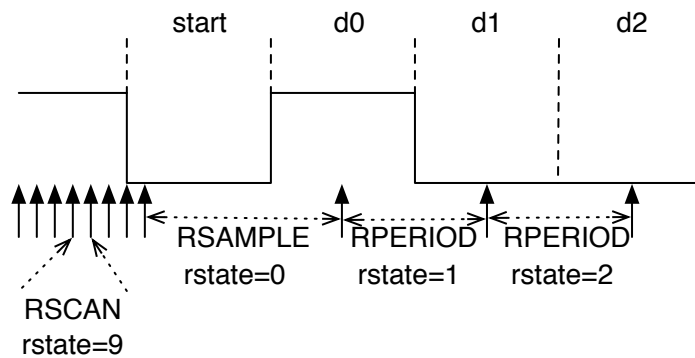 start d0 d1 d2
RSAMPLE RPERIOD RPERIOD
rstate=0 rstate=1 rstate=2
RSCAN
rstate=9